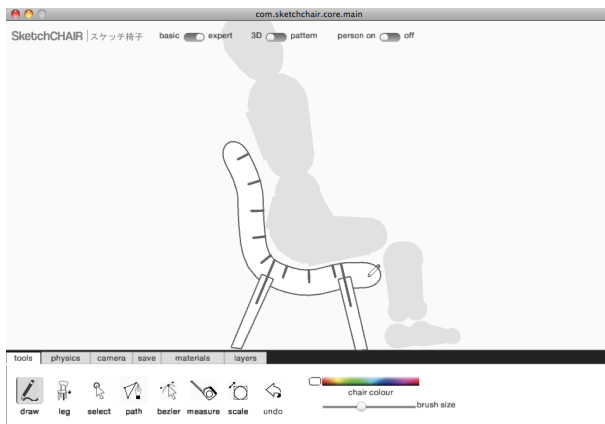 com.sketchchair.core.main
SketchCHAIR スケッチ椅子 basic expert 3D pattern person on off
tools physics camera save materials layers
draw leg select path bezier measure scale undo
chair colour
brush size